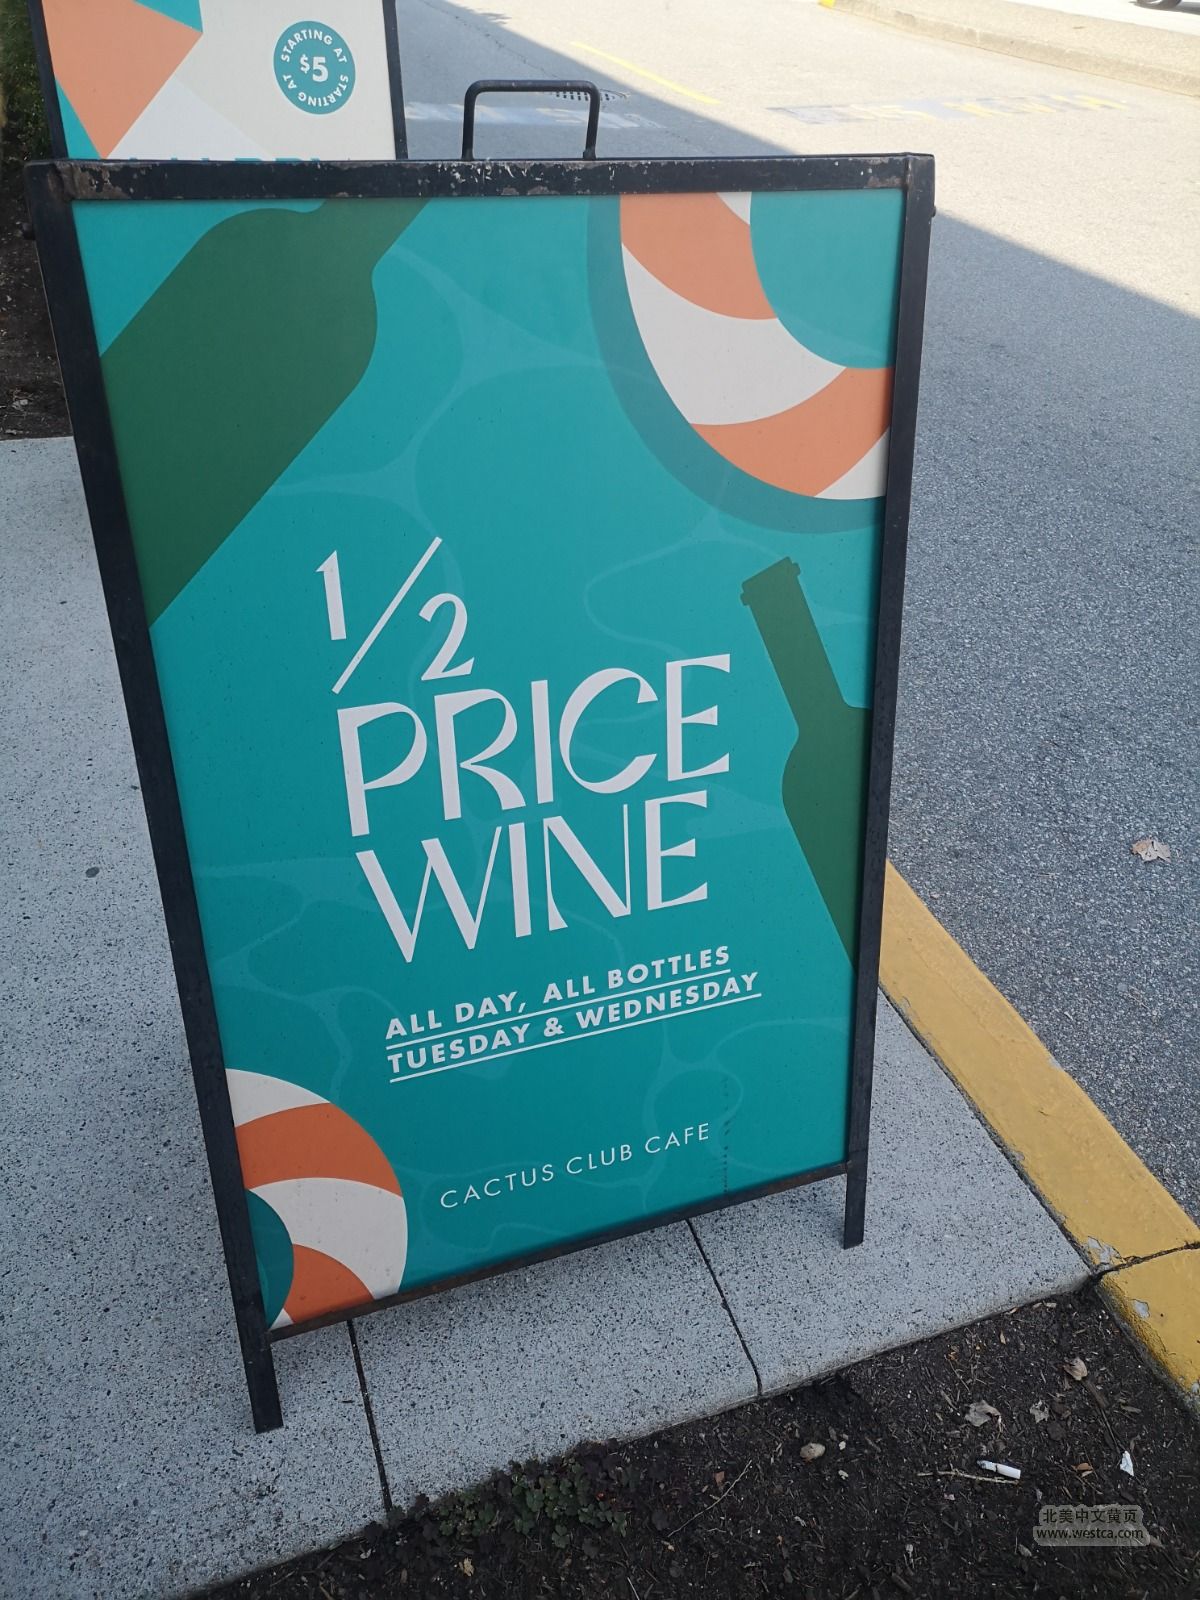 STARTING AT
$5
STARTING AT
1/2
PRICE
WINE
ALL DAY, ALL BOTTLES
TUESDAY & WEDNESDAY
CACTUS CLUB CAFE
北美中文黄页
www.westca.com